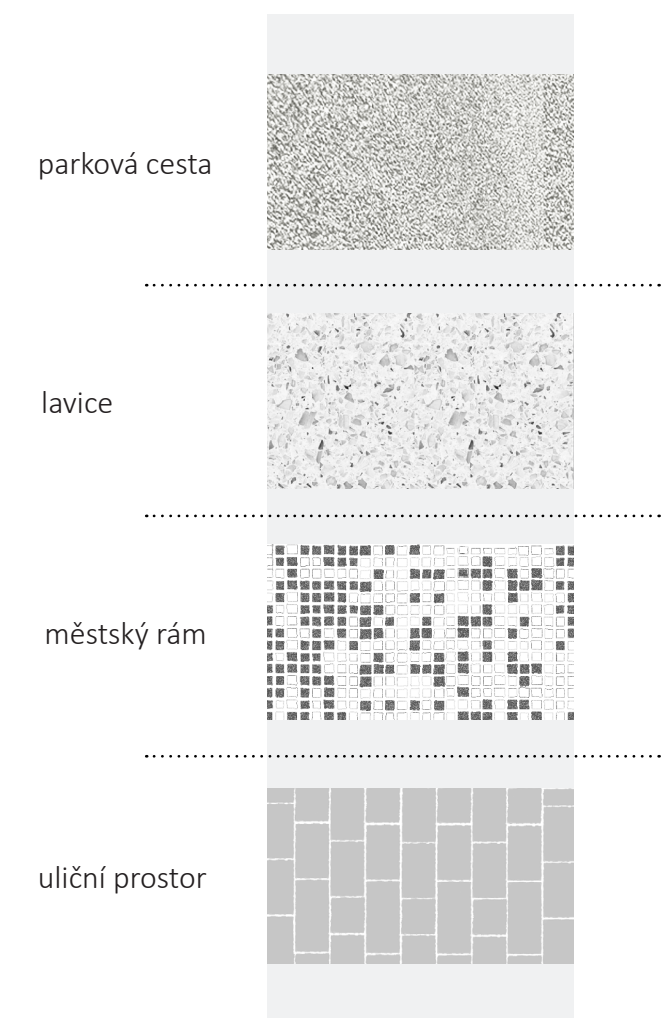 parková cesta
lavice
městský rám
uliční prostor